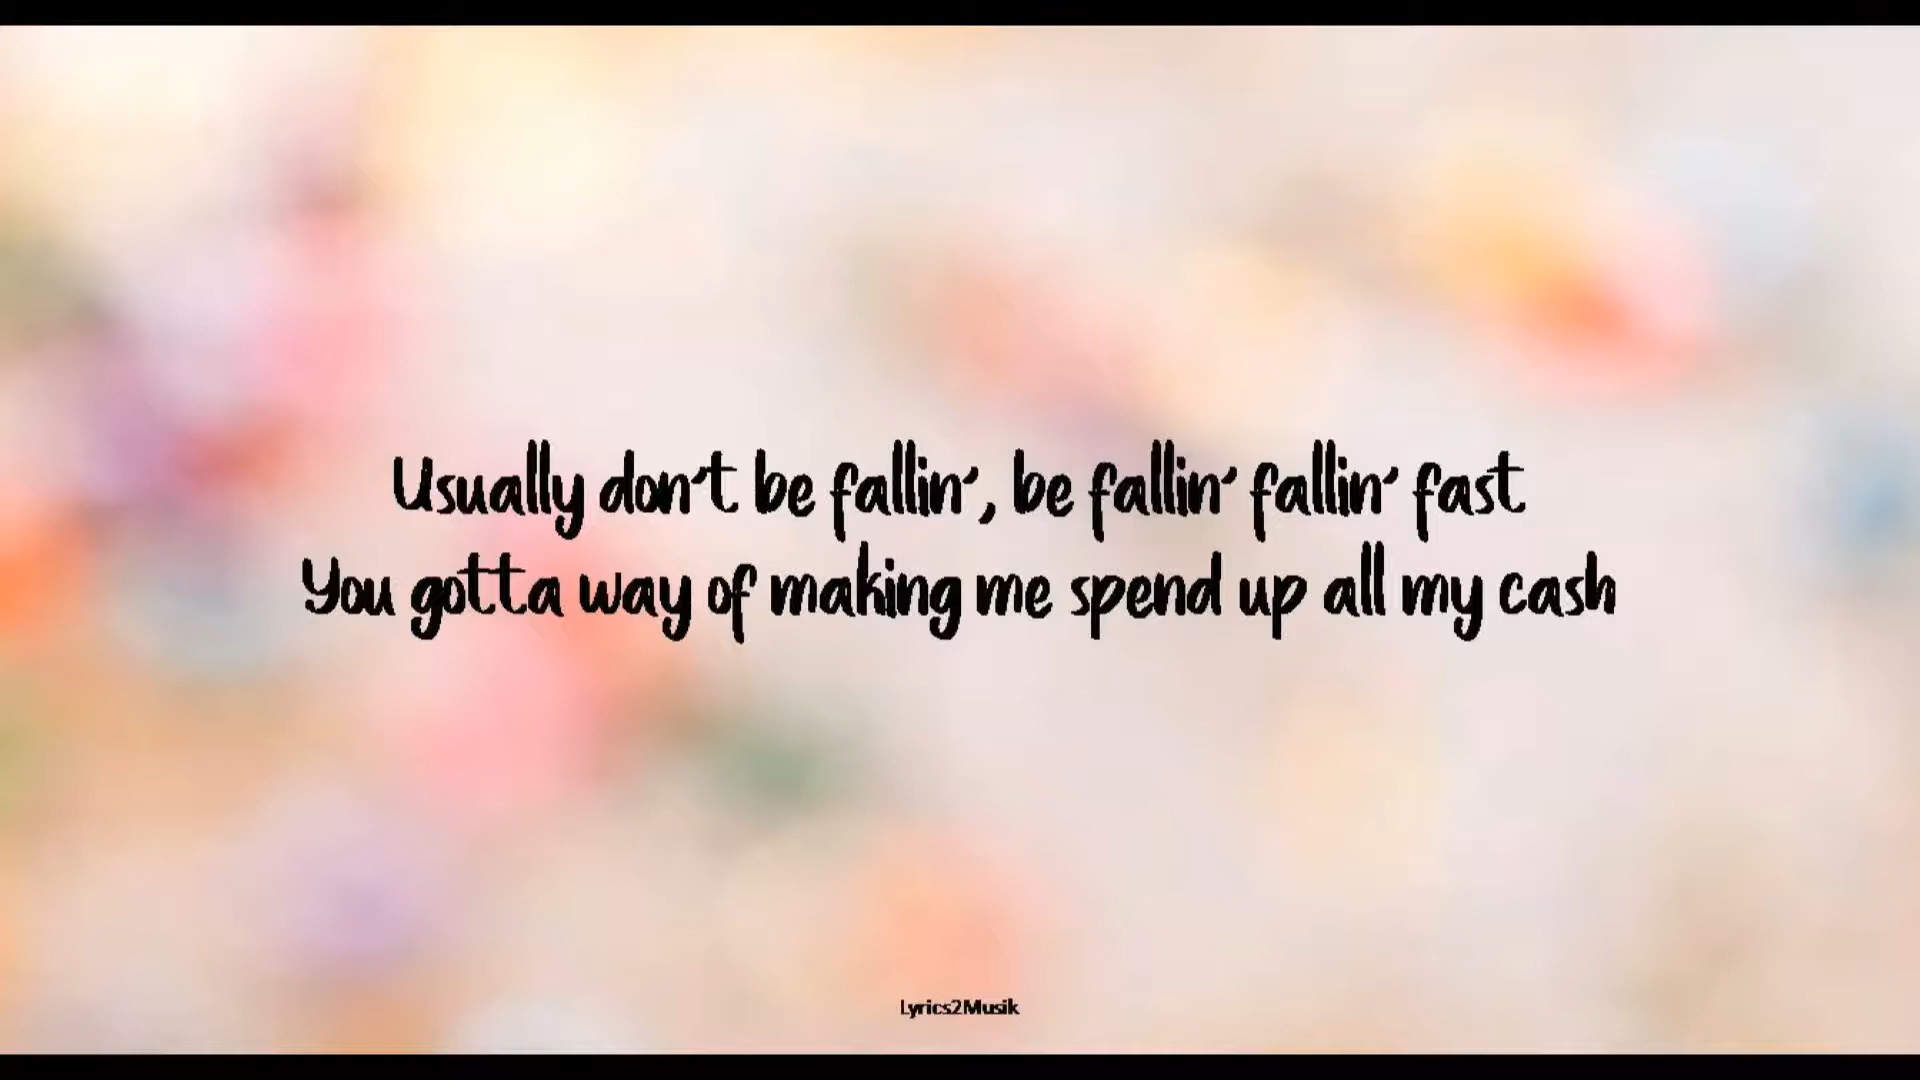 Usually don't be fallin', be fallin' fallin' fast
You gotta way of making me spend up all my cash
Lyrics2Musik